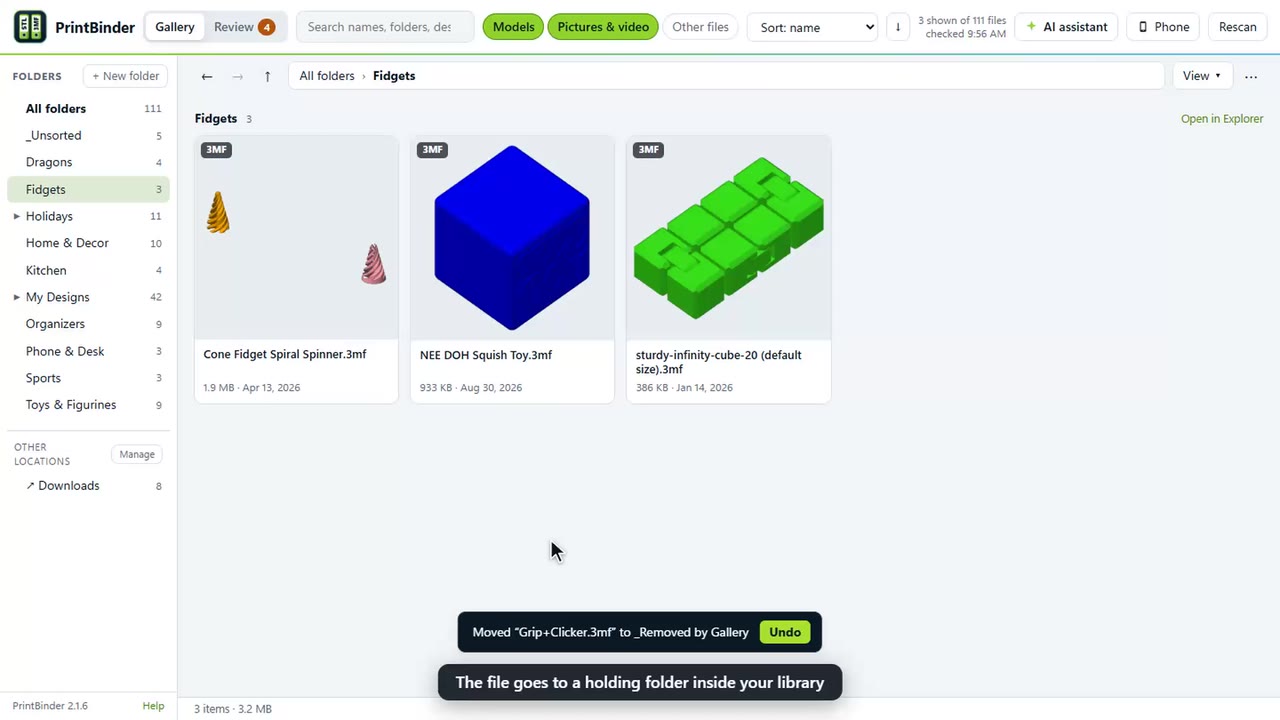 PrintBinder
Gallery
Review 4
Search names, folders, des
Models
Pictures & video
Other files
Sort: name
↓
3 shown of 111 files
checked 9:56 AM
AI assistant
Phone
Rescan
FOLDERS
+ New folder
All folders 111
_Unsorted 5
Dragons 4
Fidgets 3
Holidays 11
Home & Decor 10
Kitchen 4
My Designs 42
Organizers 9
Phone & Desk 3
Sports 3
Toys & Figurines 9
OTHER
LOCATIONS
Manage
↗ Downloads 8
PrintBinder 2.1.6
Help
← → ↑
All folders › Fidgets
View ▾
...
Fidgets 3
Open in Explorer
3MF
Cone Fidget Spiral Spinner.3mf
1.9 MB · Apr 13, 2026
3MF
NEE DOH Squish Toy.3mf
933 KB · Aug 30, 2026
3MF
sturdy-infinity-cube-20 (default
size).3mf
386 KB · Jan 14, 2026
Moved “Grip+Clicker.3mf” to _Removed by Gallery
Undo
The file goes to a holding folder inside your library
3 items · 3.2 MB